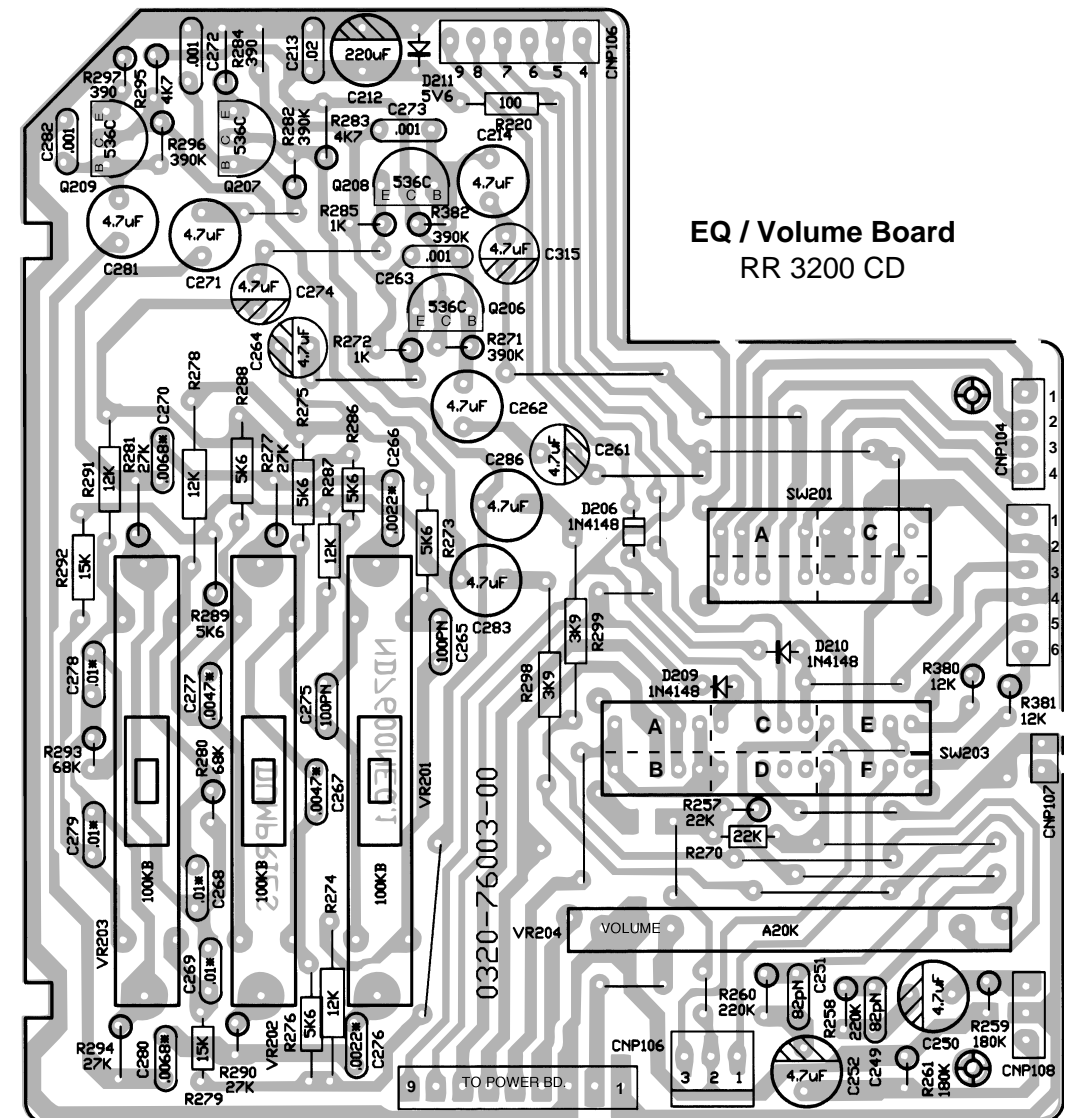 EQ / Volume Board
RR 3200 CD
R297
390
R295
4K7
.001
C272
R284
390
C213
.02
220uF
C212
D211
5V6
9 8 7 6 5 4
CNP106
100
R220
C282
.001
E
C
B
536C
Q209
R296
390K
E
C
B
536C
Q207
R282
390K
R283
4K7
C273
.001
C214
4.7uF
Q208
536C
E C B
R285
1K
R382
390K
C263
.001
4.7uF
C315
4.7uF
C281
4.7uF
C271
4.7uF
C274
536C
E C B
Q206
C264
4.7uF
R272
1K
R271
390K
4.7uF
C262
4.7uF
C261
C286
4.7uF
4.7uF
C283
R278
R288
R275
R286
C266
.0022*
C270
.0068*
R281
27K
R291
12K
12K
5K6
R277
27K
5K6
R287
12K
5K6
5K6
R273
R292
15K
R289
5K6
100PN
C265
D206
1N4148
SW201
A
C
CNP104
1
2
3
4
1
2
3
4
5
6
3K9
R299
R298
3K9
D210
1N4148
D209
1N4148
R380
12K
R381
12K
A
C
E
B
D
F
SW203
CNP107
C278
.01*
C277
.0047*
C275
100PN
R293
68K
R280
68K
.0047*
C267
VR201
C279
.01*
.01*
C268
100KB
100KB
100KB
VR203
C269
.01*
R274
12K
R276
5K6
VR202
R294
27K
C280
.0068*
15K
R279
R290
27K
.0022*
C276
ND7600NE
0320-76003-00
R257
22K
R270
22K
VR204
VOLUME
A20K
R260
220K
82pN
C251
R258
220K
82pN
C249
4.7uF
C250
R259
180K
4.7uF
C252
R261
180K
CNP108
CNP106
3 2 1
9
TO POWER BD.
1